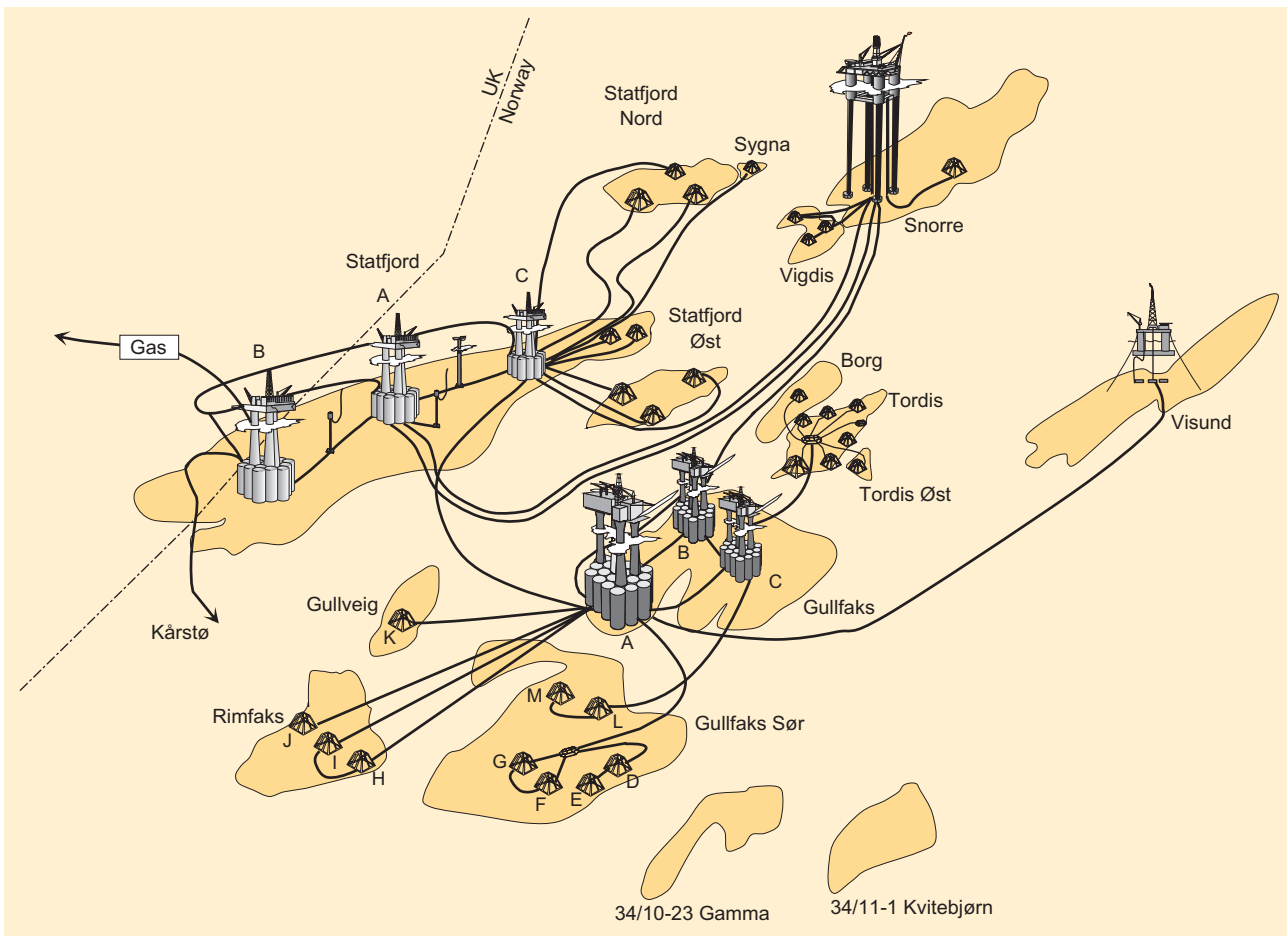 UK
Norway
Statfjord
Nord
Sygna
Snorre
Vigdis
Statfjord
A
C
B
Gas
Statfjord
Øst
Borg
Tordis
Tordis Øst
Visund
B
C
A
Gullfaks
Gullveig
K
Kårstø
Rimfaks
J
I
H
M
L
Gullfaks Sør
G
F
E
D
34/10-23 Gamma
34/11-1 Kvitebjørn